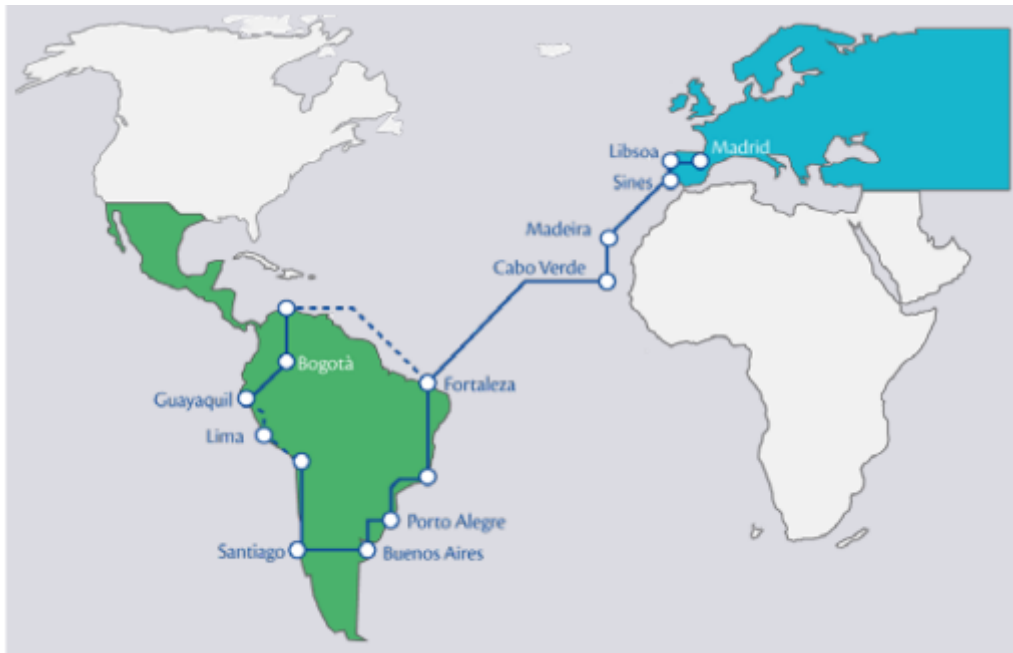 Libsoa
Madrid
Sines
Madeira
Cabo Verde
Bogotà
Fortaleza
Guayaquil
Lima
Porto Alegre
Santiago
Buenos Aires